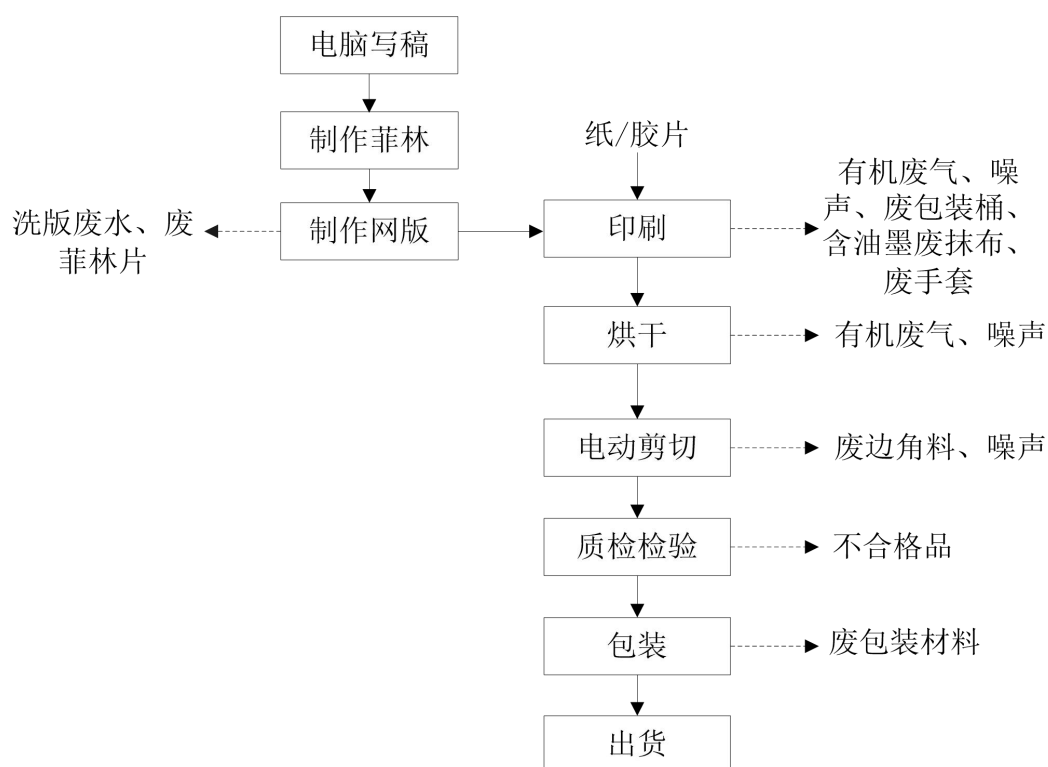 电脑写稿
制作菲林
纸/胶片
洗版废水、废
菲林片
制作网版
印刷
有机废气、噪
声、废包装桶、
含油墨废抹布、
废手套
烘干
有机废气、噪声
电动剪切
废边角料、噪声
质检检验
不合格品
包装
废包装材料
出货